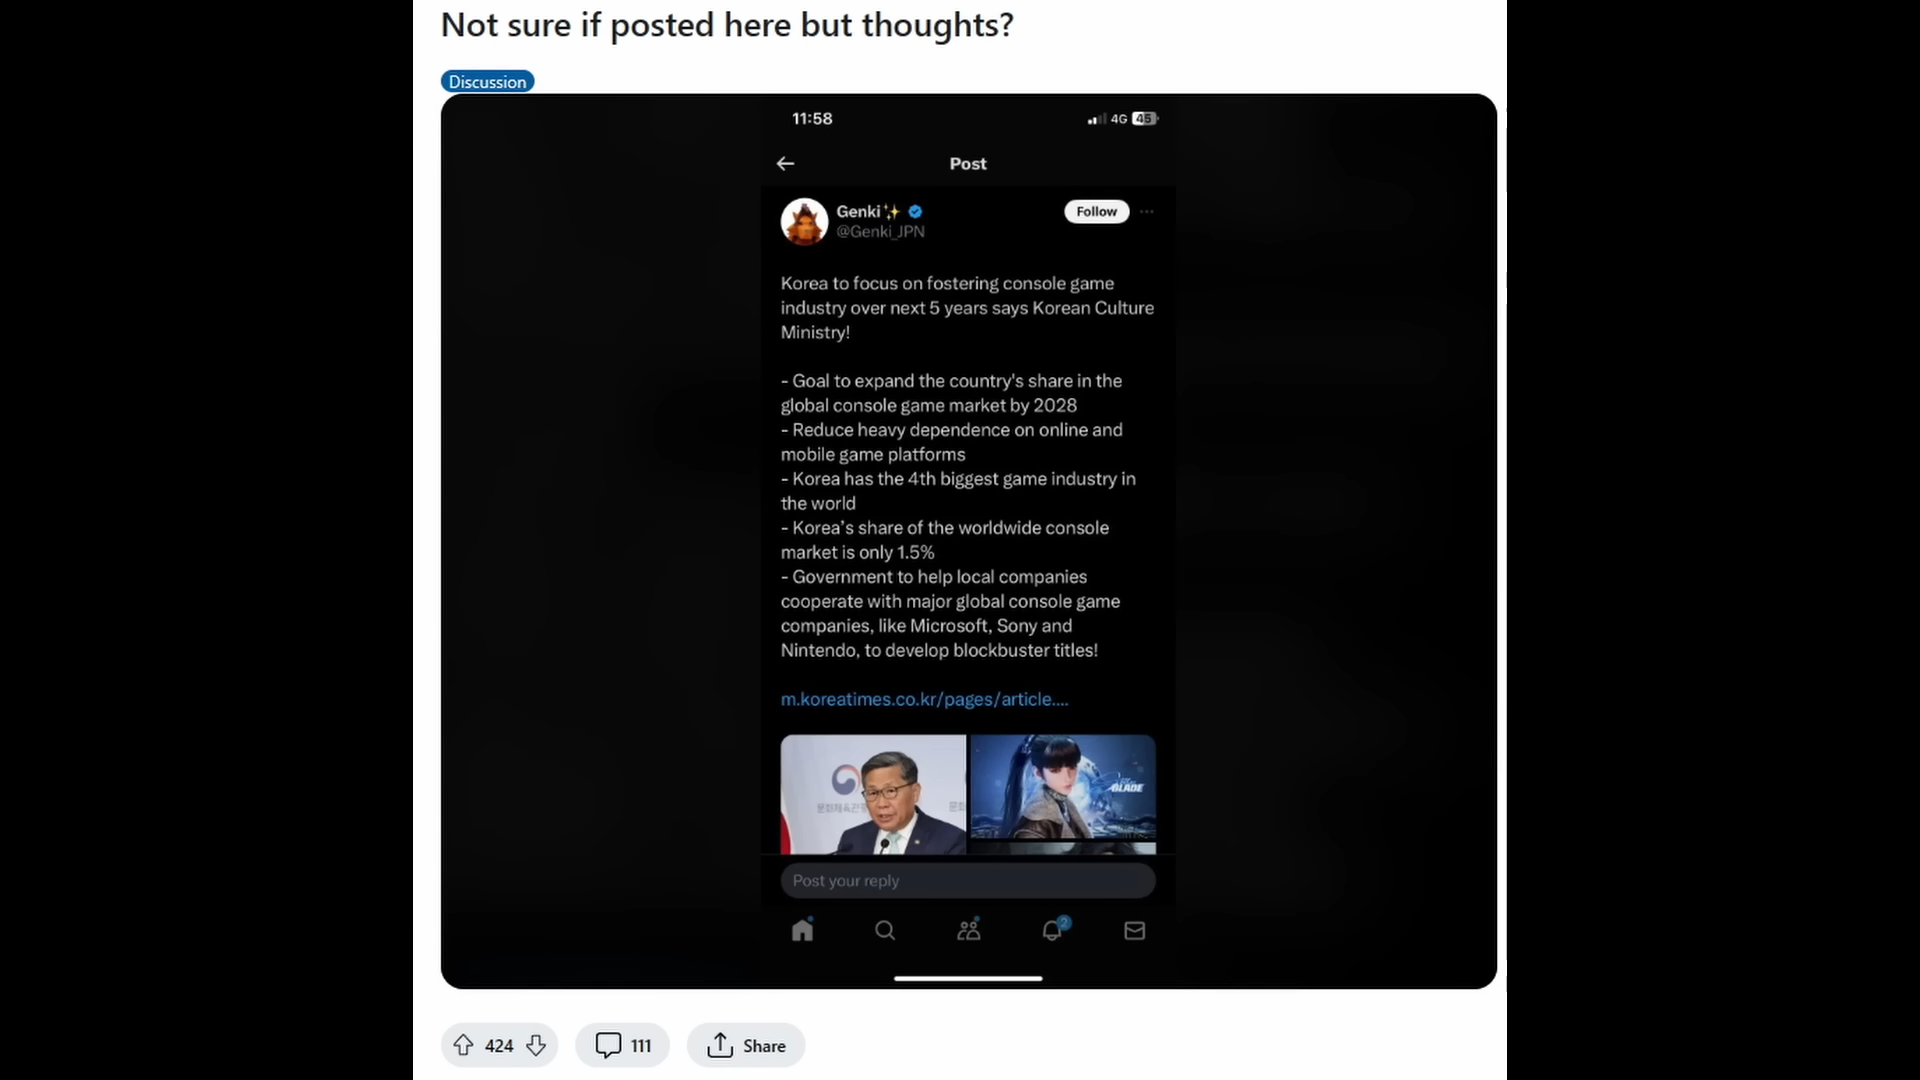 Not sure if posted here but thoughts?
Discussion
11:58
4G 45
Post
Genki✨
Follow
@Genki_JPN
Korea to focus on fostering console game
industry over next 5 years says Korean Culture
Ministry!
- Goal to expand the country's share in the
global console game market by 2028
- Reduce heavy dependence on online and
mobile game platforms
- Korea has the 4th biggest game industry in
the world
- Korea’s share of the worldwide console
market is only 1.5%
- Government to help local companies
cooperate with major global console game
companies, like Microsoft, Sony and
Nintendo, to develop blockbuster titles!
m.koreatimes.co.kr/pages/article....
BLADE
Post your reply
2
424
111
Share